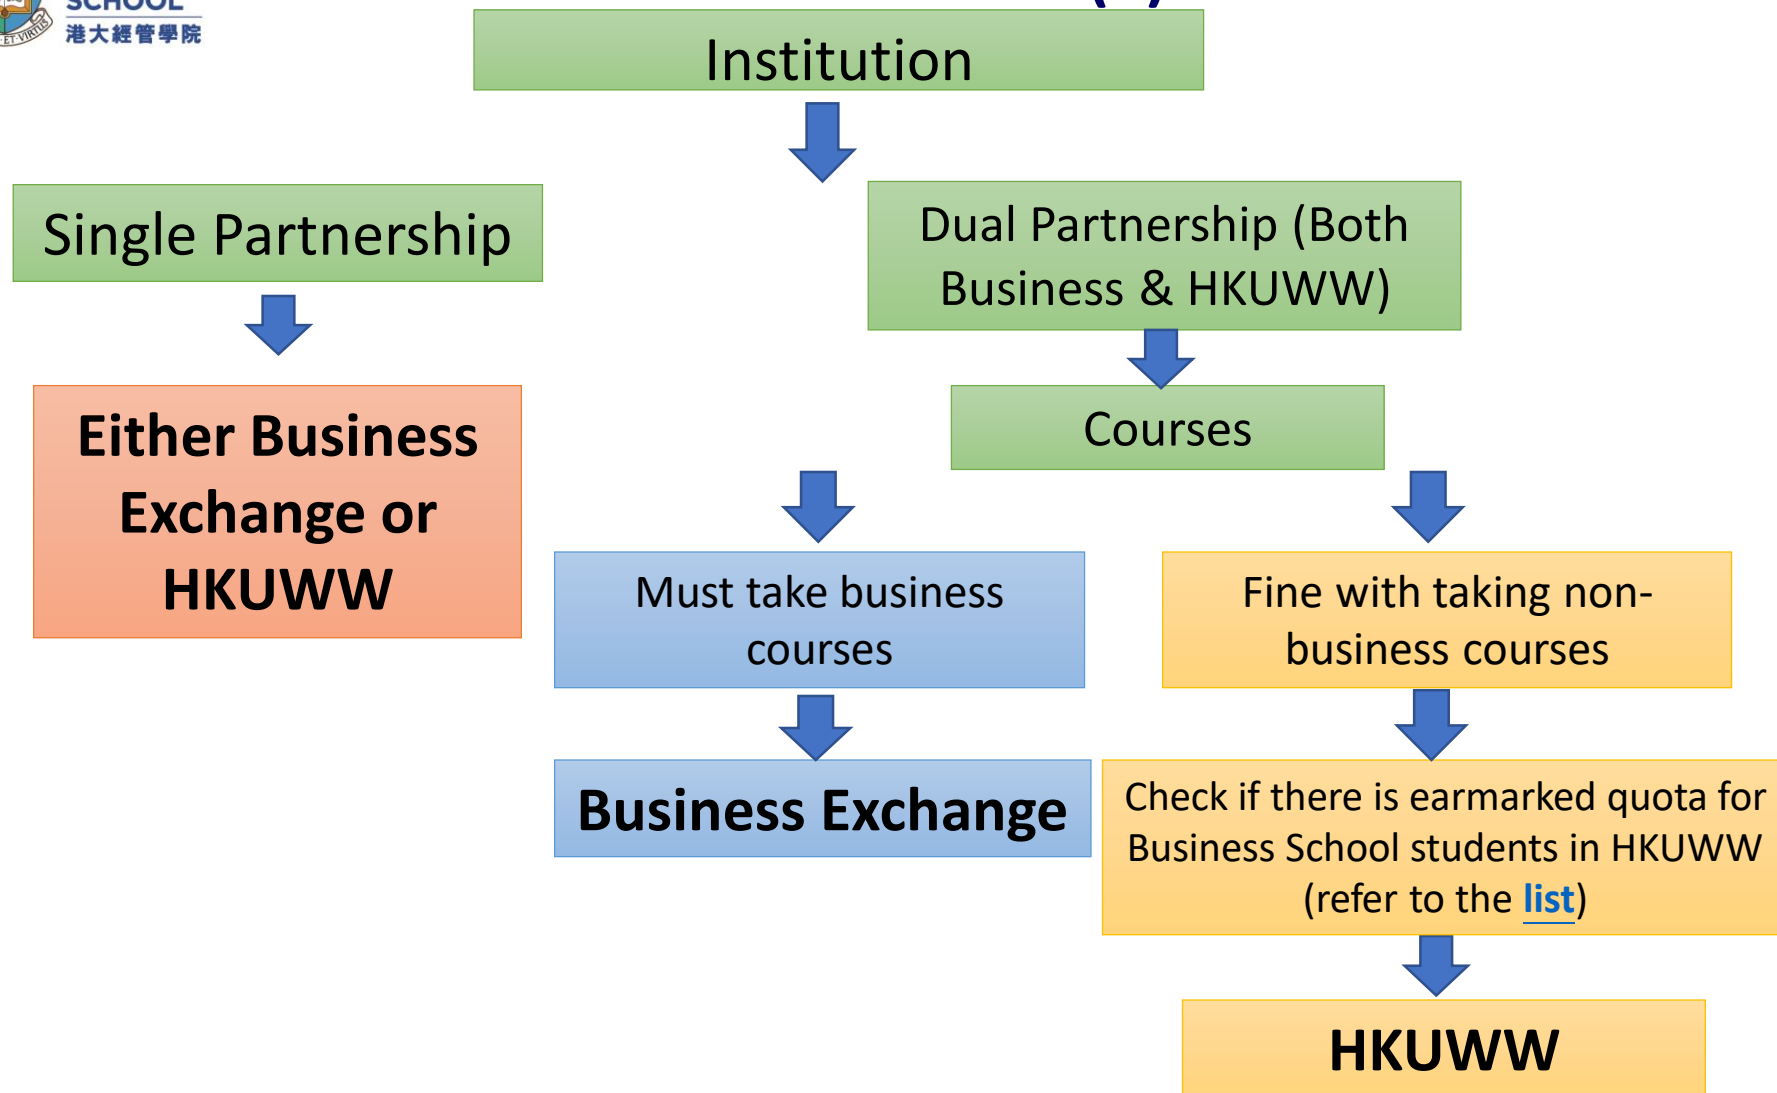 SCHOOL
港大經管學院
Institution
Single Partnership
Dual Partnership (Both
Business & HKUWW)
Either Business
Exchange or
HKUWW
Courses
Must take business
courses
Fine with taking non-
business courses
Business Exchange
Check if there is earmarked quota for
Business School students in HKUWW
(refer to the list)
HKUWW